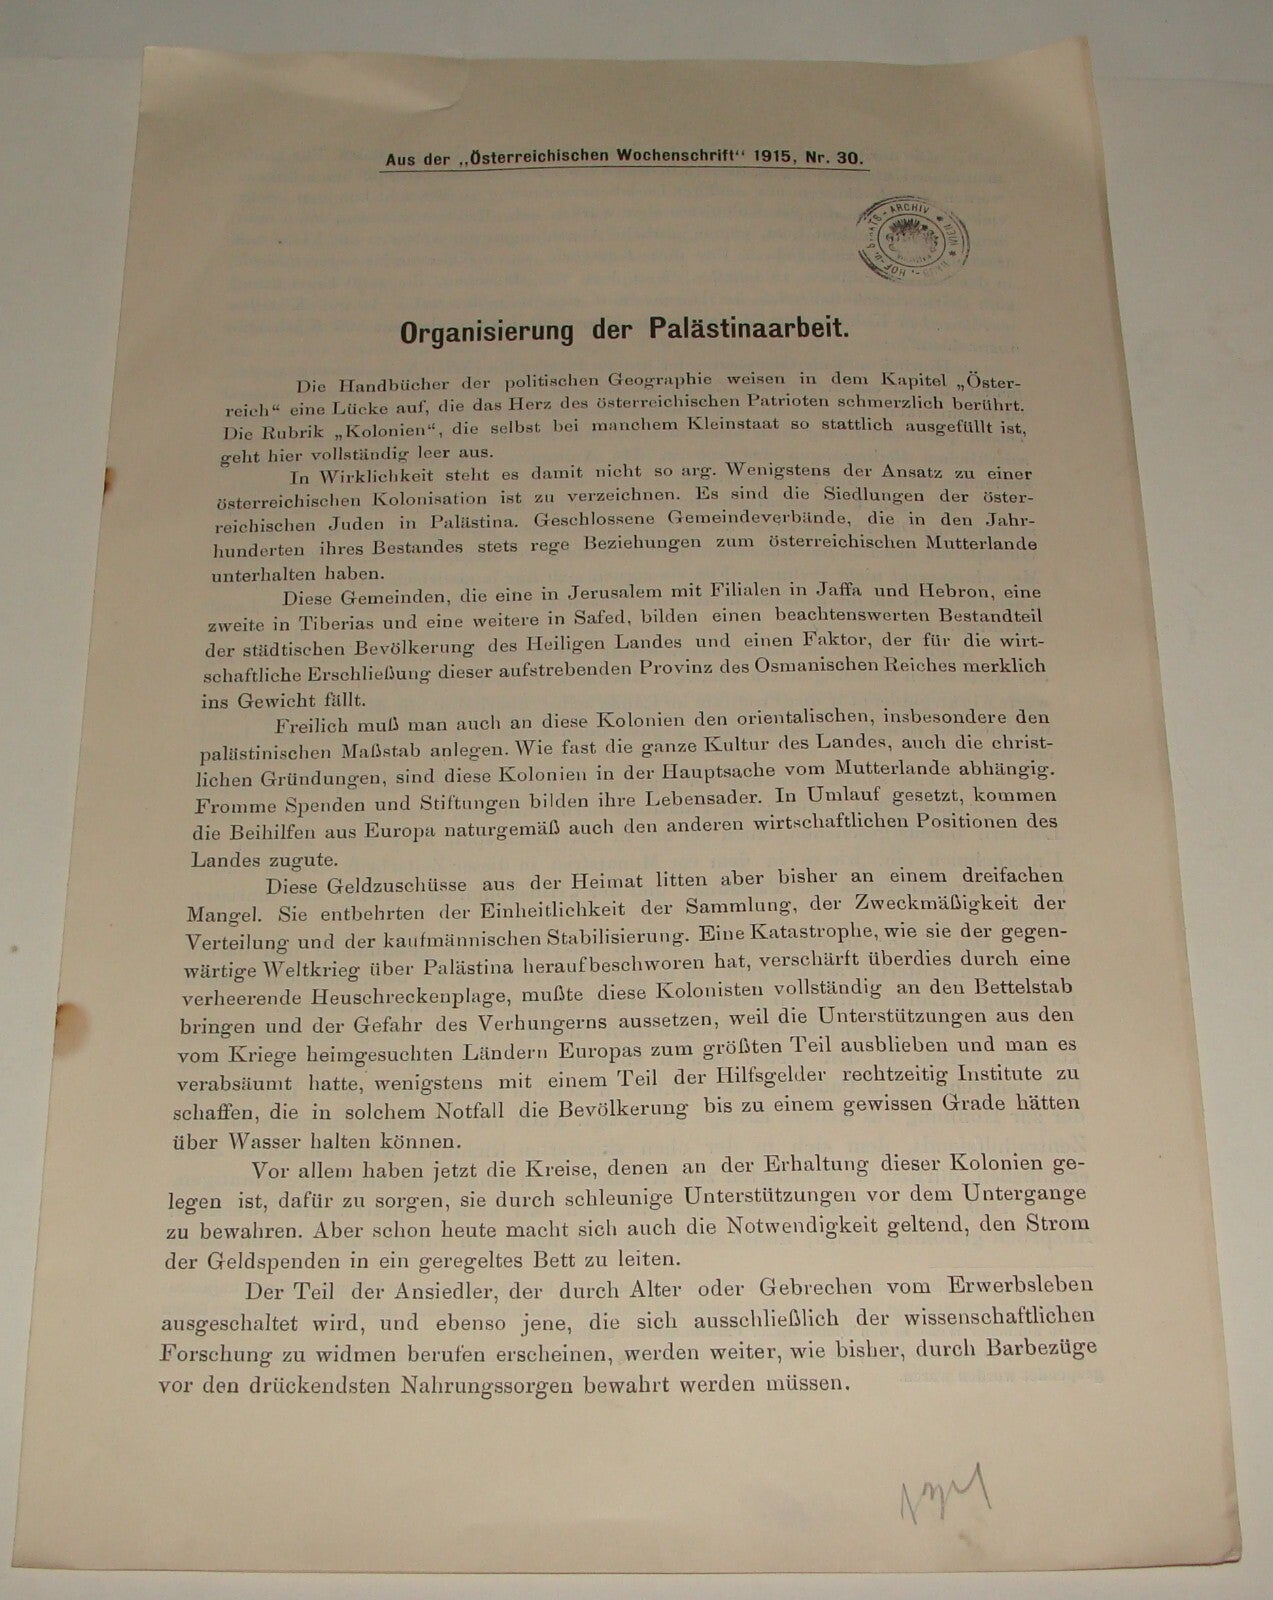 Aus der „Österreichischen Wochenschrift“ 1915, Nr. 30.
HOF- U. STAATS-ARCHIV * WIEN *
Organisierung der Palästinaarbeit.
Die Handbücher der politischen Geographie weisen in dem Kapitel „Öster-
reich“ eine Lücke auf, die das Herz des österreichischen Patrioten schmerzlich berührt.
Die Rubrik „Kolonien“, die selbst bei manchem Kleinstaat so stattlich ausgefüllt ist,
geht hier vollständig leer aus.
In Wirklichkeit steht es damit nicht so arg. Wenigstens der Ansatz zu einer
österreichischen Kolonisation ist zu verzeichnen. Es sind die Siedlungen der öster-
reichischen Juden in Palästina. Geschlossene Gemeindeverbände, die in den Jahr-
hunderten ihres Bestandes stets rege Beziehungen zum österreichischen Mutterlande
unterhalten haben.
Diese Gemeinden, die eine in Jerusalem mit Filialen in Jaffa und Hebron, eine
zweite in Tiberias und eine weitere in Safed, bilden einen beachtenswerten Bestandteil
der städtischen Bevölkerung des Heiligen Landes und einen Faktor, der für die wirt-
schaftliche Erschließung dieser aufstrebenden Provinz des Osmanischen Reiches merklich
ins Gewicht fällt.
Freilich muß man auch an diese Kolonien den orientalischen, insbesondere den
palästinischen Maßstab anlegen. Wie fast die ganze Kultur des Landes, auch die christ-
lichen Gründungen, sind diese Kolonien in der Hauptsache vom Mutterlande abhängig.
Fromme Spenden und Stiftungen bilden ihre Lebensader. In Umlauf gesetzt, kommen
die Beihilfen aus Europa naturgemäß auch den anderen wirtschaftlichen Positionen des
Landes zugute.
Diese Geldzuschüsse aus der Heimat litten aber bisher an einem dreifachen
Mangel. Sie entbehrten der Einheitlichkeit der Sammlung, der Zweckmäßigkeit der
Verteilung und der kaufmännischen Stabilisierung. Eine Katastrophe, wie sie der gegen-
wärtige Weltkrieg über Palästina heraufbeschworen hat, verschärft überdies durch eine
verheerende Heuschreckenplage, mußte diese Kolonisten vollständig an den Bettelstab
bringen und der Gefahr des Verhungerns aussetzen, weil die Unterstützungen aus den
vom Kriege heimgesuchten Ländern Europas zum größten Teil ausblieben und man es
verabsäumt hatte, wenigstens mit einem Teil der Hilfsgelder rechtzeitig Institute zu
schaffen, die in solchem Notfall die Bevölkerung bis zu einem gewissen Grade hätten
über Wasser halten können.
Vor allem haben jetzt die Kreise, denen an der Erhaltung dieser Kolonien ge-
legen ist, dafür zu sorgen, sie durch schleunige Unterstützungen vor dem Untergange
zu bewahren. Aber schon heute macht sich auch die Notwendigkeit geltend, den Strom
der Geldspenden in ein geregeltes Bett zu leiten.
Der Teil der Ansiedler, der durch Alter oder Gebrechen vom Erwerbsleben
ausgeschaltet wird, und ebenso jene, die sich ausschließlich der wissenschaftlichen
Forschung zu widmen berufen erscheinen, werden weiter, wie bisher, durch Barbezüge
vor den drückendsten Nahrungssorgen bewahrt werden müssen.